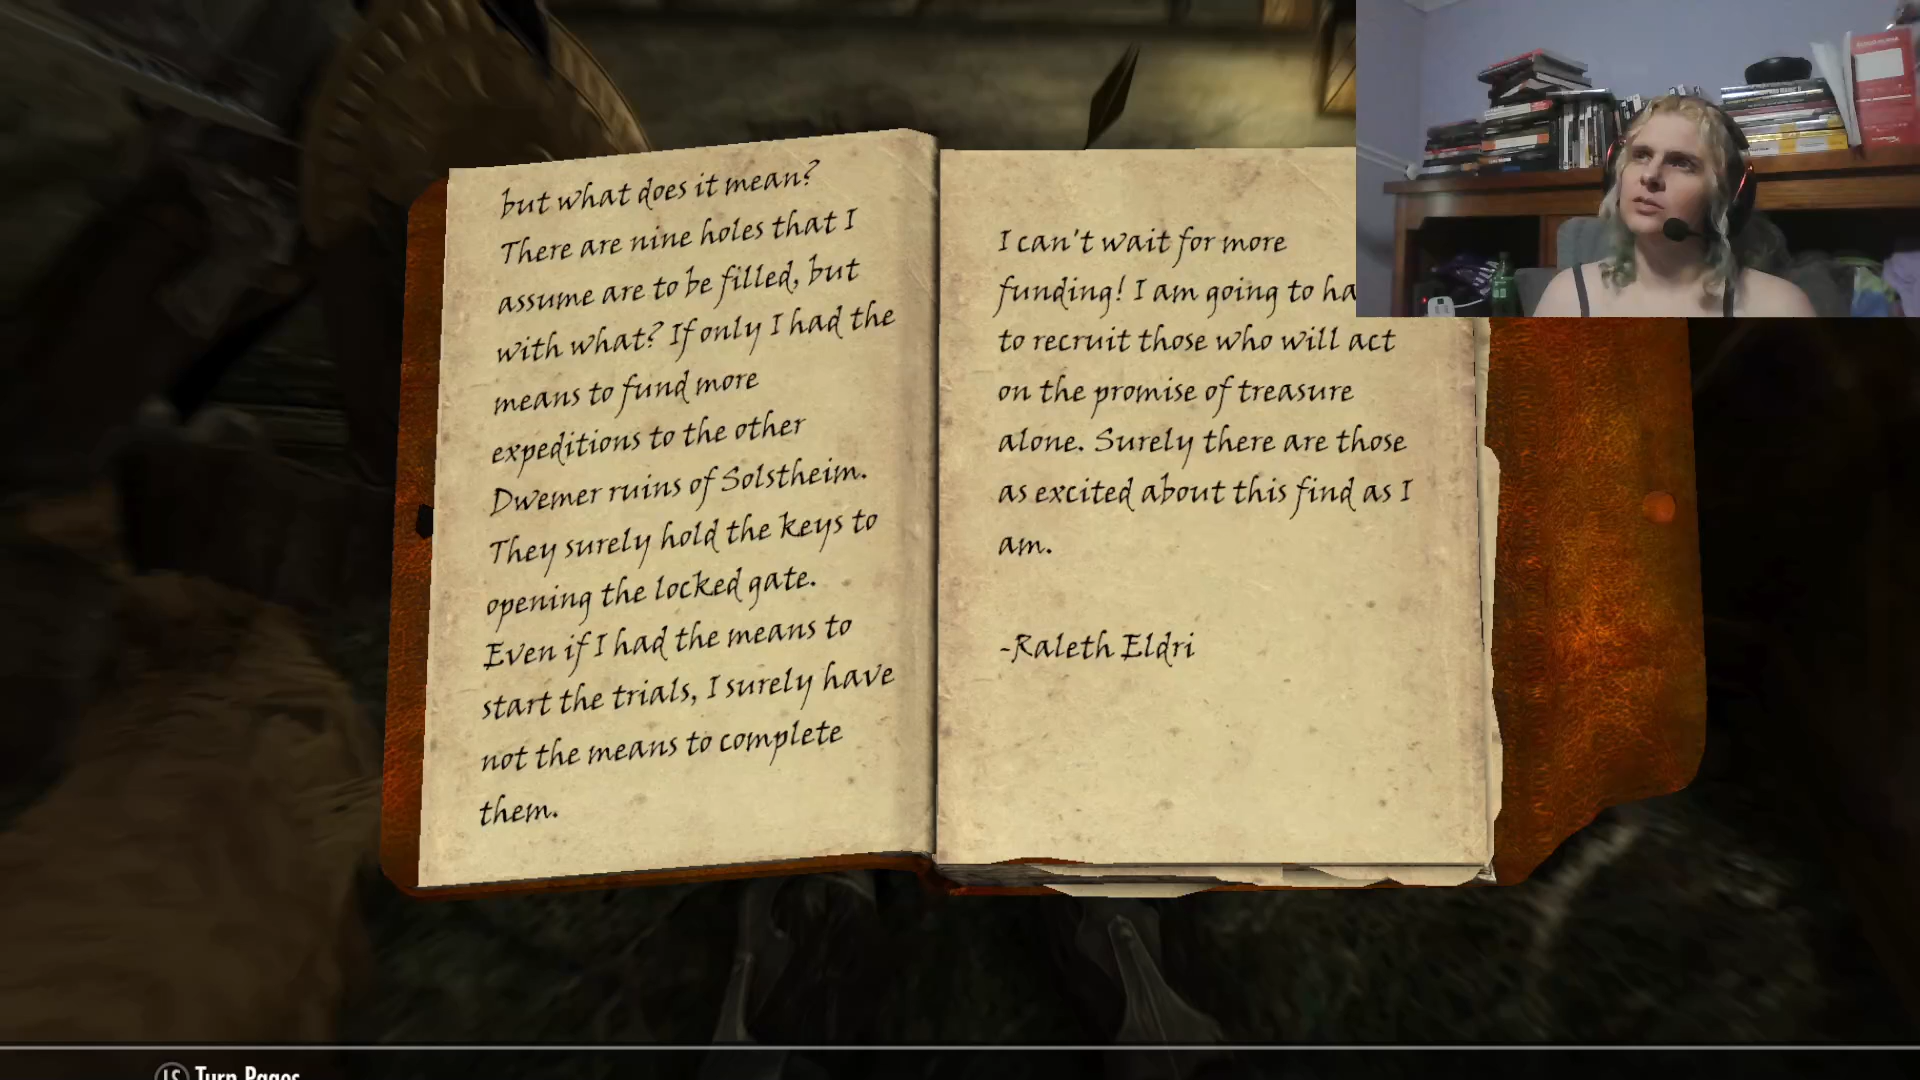 but what does it mean?
There are nine holes that I
assume are to be filled, but
with what? If only I had the
means to fund more
expeditions to the other
Dwemer ruins of Solstheim.
They surely hold the keys to
opening the locked gate.
Even if I had the means to
start the trials, I surely have
not the means to complete
them.
I can't wait for more
funding! I am going to ha
to recruit those who will act
on the promise of treasure
alone. Surely there are those
as excited about this find as I
am.
-Raleth Eldri
LS Turn Pages